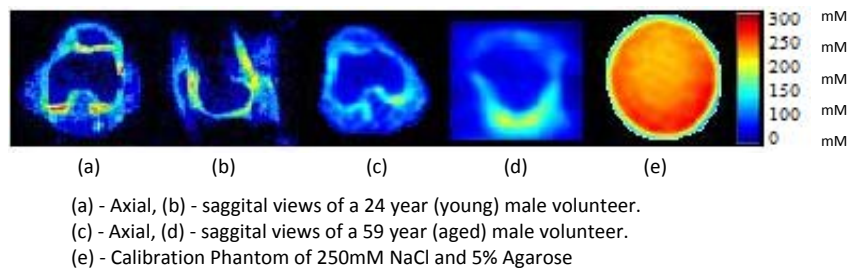 300 mM
250 mM
200 mM
150 mM
100 mM
0
(a) (b) (c) (d) (e)
(a) - Axial, (b) - saggital views of a 24 year (young) male volunteer.
(c) - Axial, (d) - saggital views of a 59 year (aged) male volunteer.
(e) - Calibration Phantom of 250mM NaCl and 5% Agarose